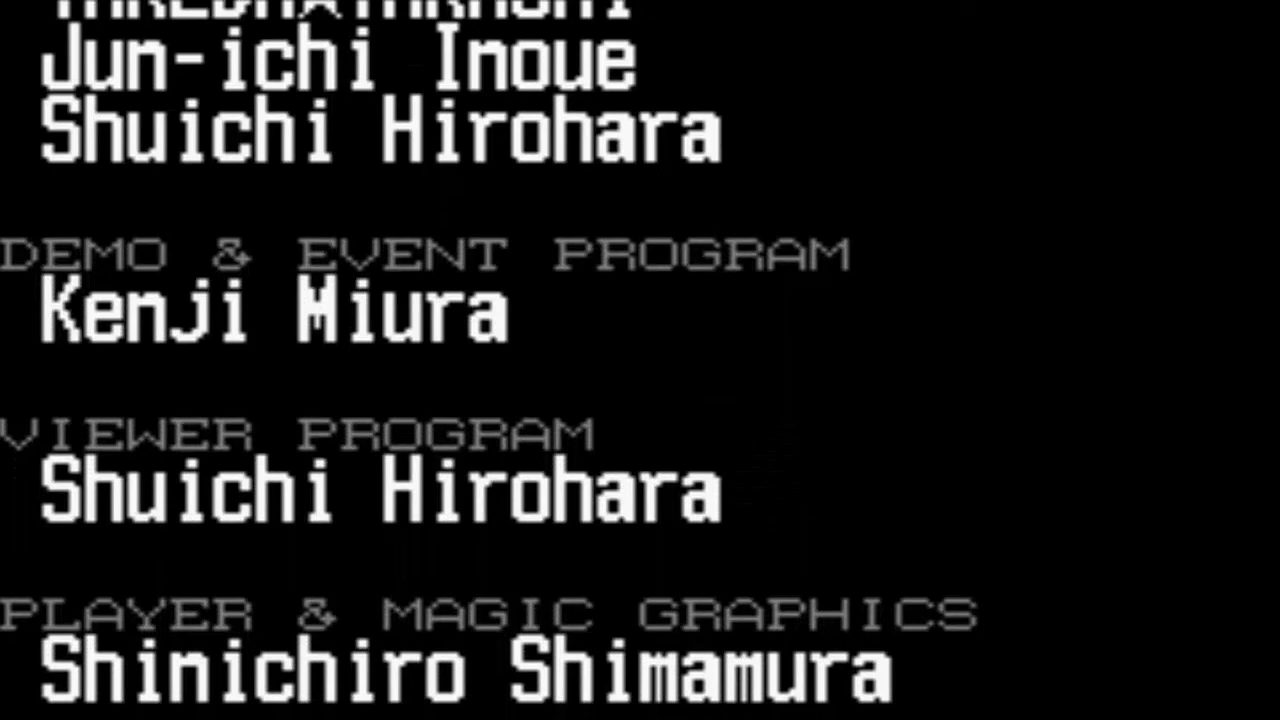 Jun-ichi Inoue
Shuichi Hirohara
DEMO & EVENT PROGRAM
Kenji Miura
VIEWER PROGRAM
Shuichi Hirohara
PLAYER & MAGIC GRAPHICS
Shinichiro Shimamura